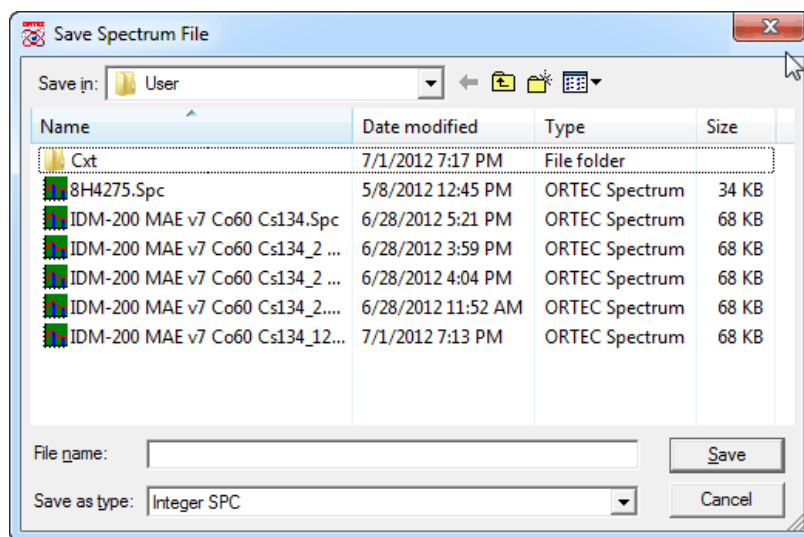 ORTEC
Save Spectrum File
Save in: User
Name Date modified Type Size
Cxt 7/1/2012 7:17 PM File folder
8H4275.Spc 5/8/2012 12:45 PM ORTEC Spectrum 34 KB
IDM-200 MAE v7 Co60 Cs134.Spc 6/28/2012 5:21 PM ORTEC Spectrum 68 KB
IDM-200 MAE v7 Co60 Cs134_2 ... 6/28/2012 3:59 PM ORTEC Spectrum 68 KB
IDM-200 MAE v7 Co60 Cs134_2 ... 6/28/2012 4:04 PM ORTEC Spectrum 68 KB
IDM-200 MAE v7 Co60 Cs134_2.... 6/28/2012 11:52 AM ORTEC Spectrum 68 KB
IDM-200 MAE v7 Co60 Cs134_12... 7/1/2012 7:13 PM ORTEC Spectrum 68 KB
File name: Save
Save as type: Integer SPC Cancel